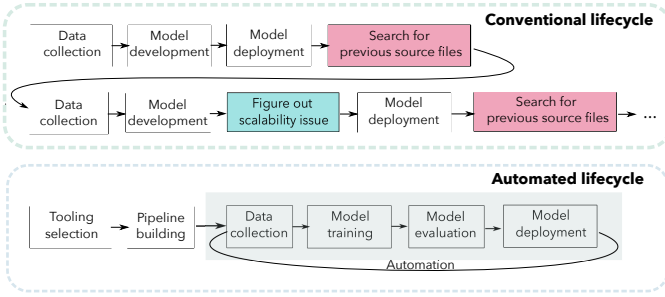 Conventional lifecycle
Data
collection
Model
development
Model
deployment
Search for
previous source files
Data
collection
Model
development
Figure out
scalability issue
Model
deployment
Search for
previous source files
...
Automated lifecycle
Tooling
selection
Pipeline
building
Data
collection
Model
training
Model
evaluation
Model
deployment
Automation